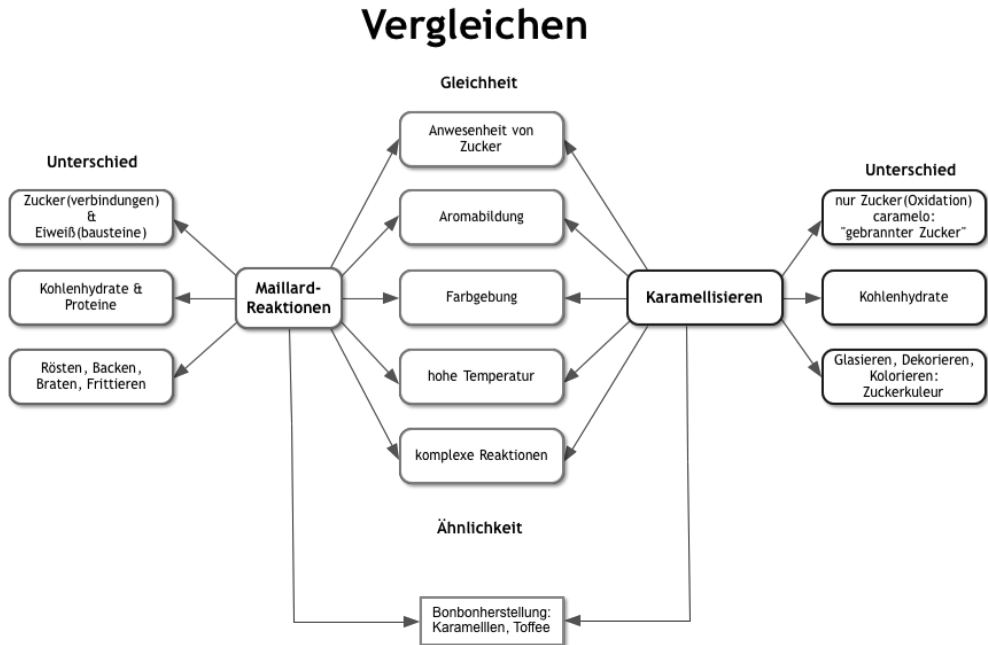 Vergleichen
Gleichheit
Anwesenheit von
Zucker
Aromabildung
Farbgebung
hohe Temperatur
komplexe Reaktionen
Unterschied
Zucker(verbindungen)
&
Eiweiß(bausteine)
Kohlenhydrate &
Proteine
Rösten, Backen,
Braten, Frittieren
Maillard-
Reaktionen
Karamellisieren
Unterschied
nur Zucker(Oxidation)
caramelo:
"gebrannter Zucker"
Kohlenhydrate
Glasieren, Dekorieren,
Kolorieren:
Zuckerkuleur
Ähnlichkeit
Bonbonherstellung:
Karamelllen, Toffee